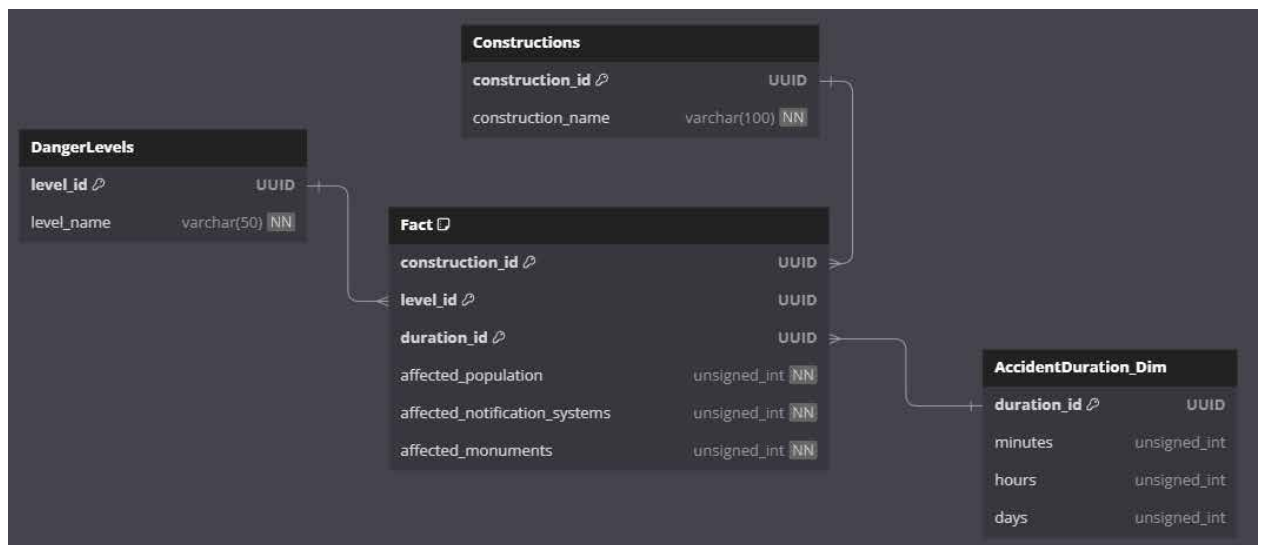 Constructions
construction_id UUID
construction_name varchar(100) NN
DangerLevels
level_id UUID
level_name varchar(50) NN
Fact
construction_id UUID
level_id UUID
duration_id UUID
affected_population unsigned_int NN
affected_notification_systems unsigned_int NN
affected_monuments unsigned_int NN
AccidentDuration_Dim
duration_id UUID
minutes unsigned_int
hours unsigned_int
days unsigned_int